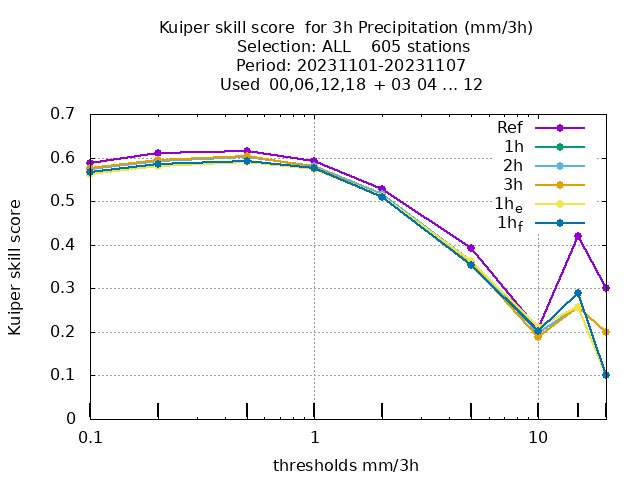 Kuiper skill score  for 3h Precipitation (mm/3h)
Selection: ALL    605 stations
Period: 20231101-20231107
Used  00,06,12,18  + 03 04 ... 12
0.7
0.6
0.5
0.4
0.3
0.2
0.1
0
Kuiper skill score
Ref
1h
2h
3h
1he
1hf
0.1
1
10
thresholds mm/3h